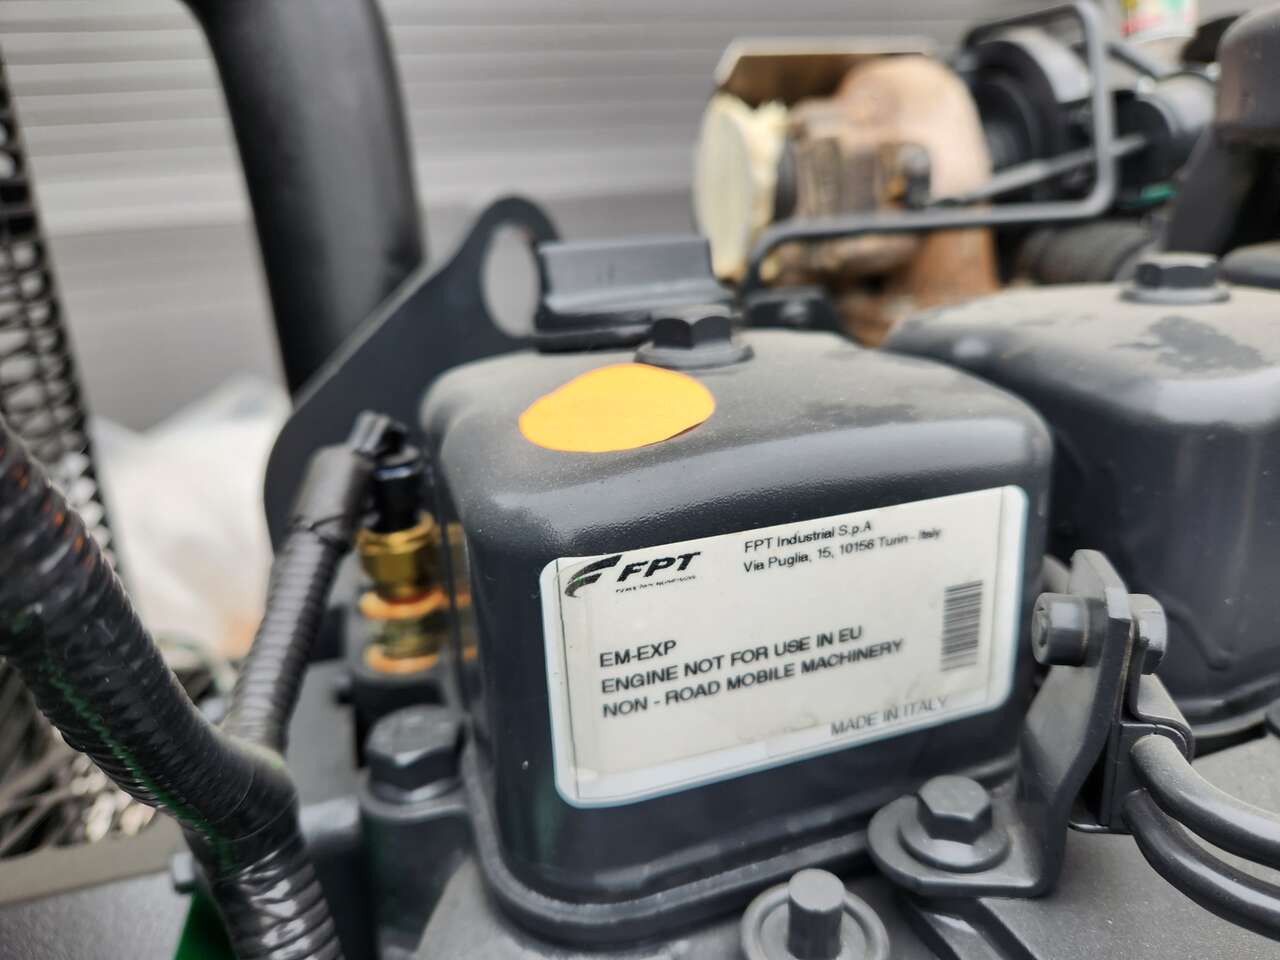 FPT
FPT Industrial S.p.A
Via Puglia, 15, 10156 Turin - Italy
EM-EXP
ENGINE NOT FOR USE IN EU
NON - ROAD MOBILE MACHINERY
MADE IN ITALY